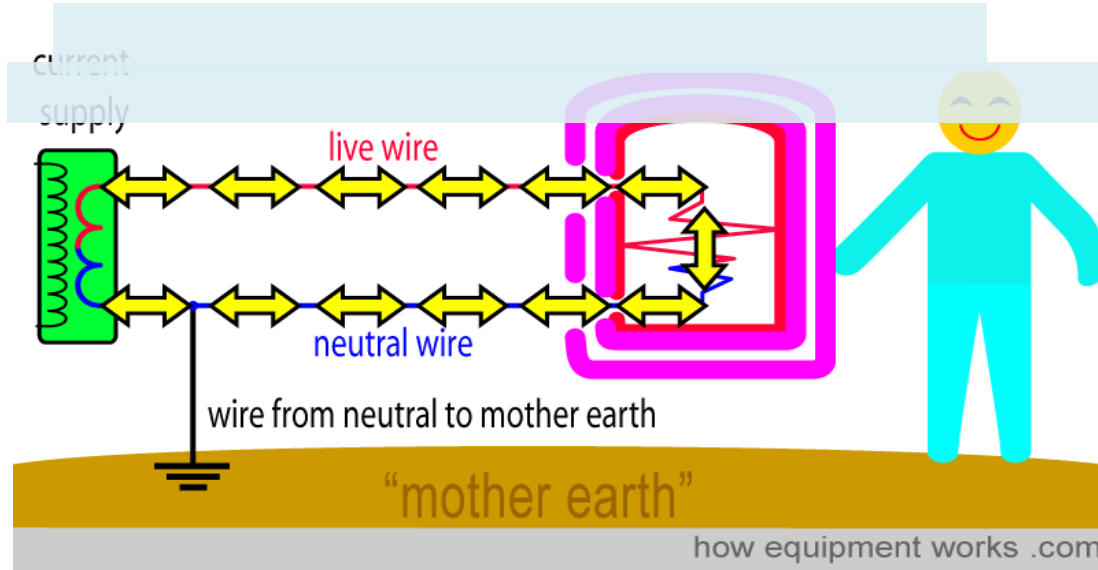 current
supply
live wire
neutral wire
wire from neutral to mother earth
“mother earth”
how equipment works .com